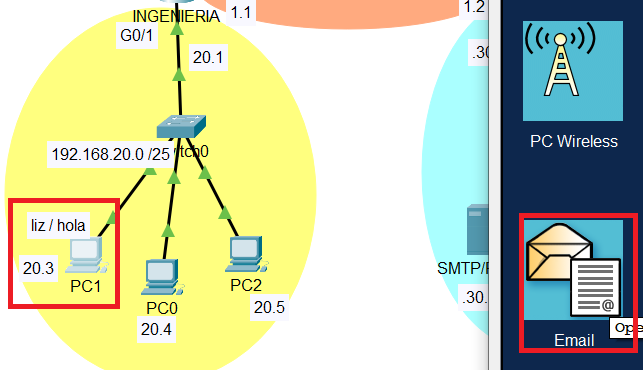 INGENIERIA
1.1
G0/1
20.1
192.168.20.0 /25
tch0
liz / hola
20.3
PC1
PC0
20.4
PC2
20.5
1.2
.30
SMTP/
.30.
PC Wireless
@
Ope
Email